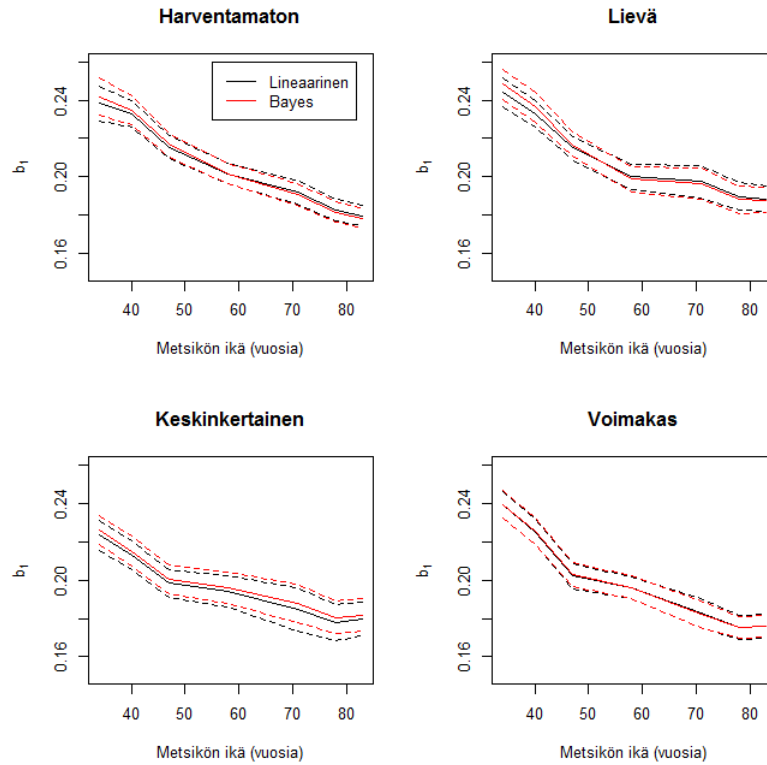 Harventamaton
Lievä
Lineaarinen
Bayes
0.24
0.20
0.16
b1
40 50 60 70 80
Metsikön ikä (vuosia)
0.24
0.20
0.16
b1
40 50 60 70 80
Metsikön ikä (vuosia)
Keskinkertainen
Voimakas
0.24
0.20
0.16
b1
40 50 60 70 80
Metsikön ikä (vuosia)
0.24
0.20
0.16
b1
40 50 60 70 80
Metsikön ikä (vuosia)